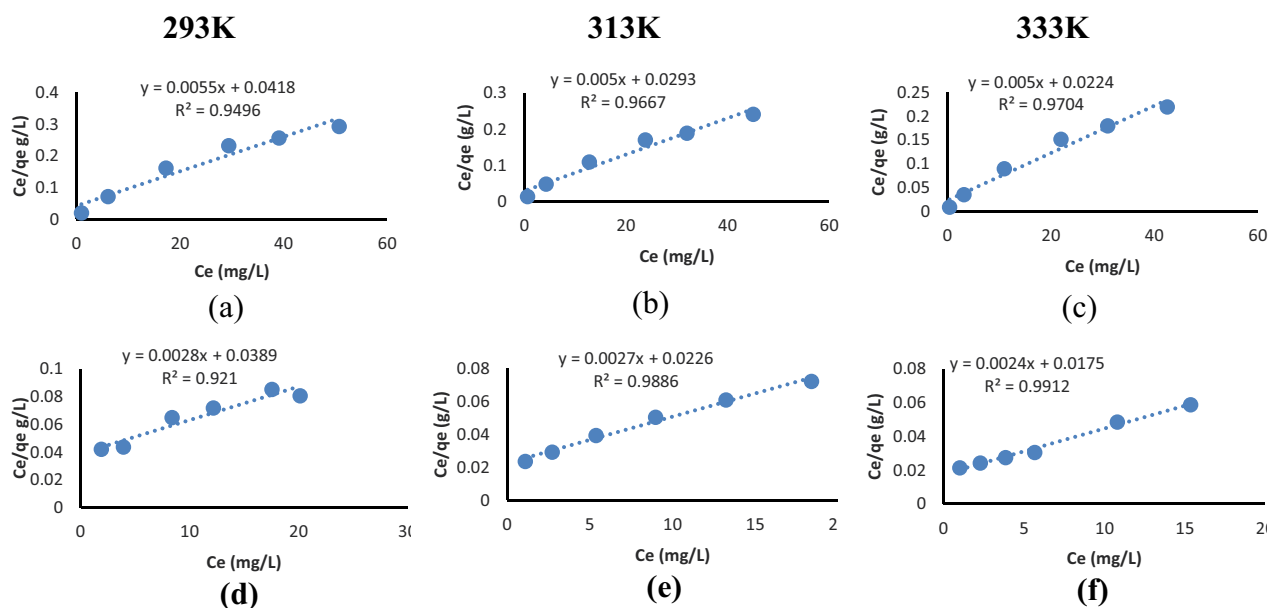 293K
313K
333K
y = 0.0055x + 0.0418
R² = 0.9496
Ce/qe (g/L)
0.4
0.3
0.2
0.1
0
0
20
40
60
Ce (mg/L)
(a)
y = 0.005x + 0.0293
R² = 0.9667
Ce/qe (g/L)
0.3
0.2
0.1
0
0
20
40
60
Ce (mg/L)
(b)
y = 0.005x + 0.0224
R² = 0.9704
Ce/qe (g/L)
0.25
0.2
0.15
0.1
0.05
0
0
20
40
60
Ce (mg/L)
(c)
y = 0.0028x + 0.0389
R² = 0.921
Ce/qe g/L)
0.1
0.08
0.06
0.04
0.02
0
0
10
20
Ce (mg/L)
(d)
y = 0.0027x + 0.0226
R² = 0.9886
Ce/qe (g/L)
0.08
0.06
0.04
0.02
0
0
5
10
15
2
Ce (mg/L)
(e)
y = 0.0024x + 0.0175
R² = 0.9912
Ce/qe (g/L)
0.08
0.06
0.04
0.02
0
0
5
10
15
20
Ce (mg/L)
(f)